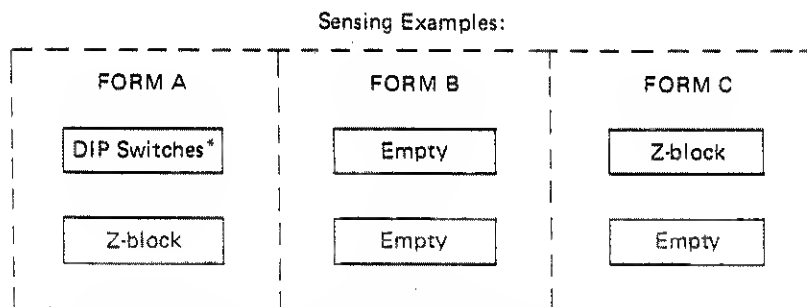 Sensing Examples:
FORM A FORM B FORM C
DIP Switches* Empty Z-block
Z-block Empty Empty